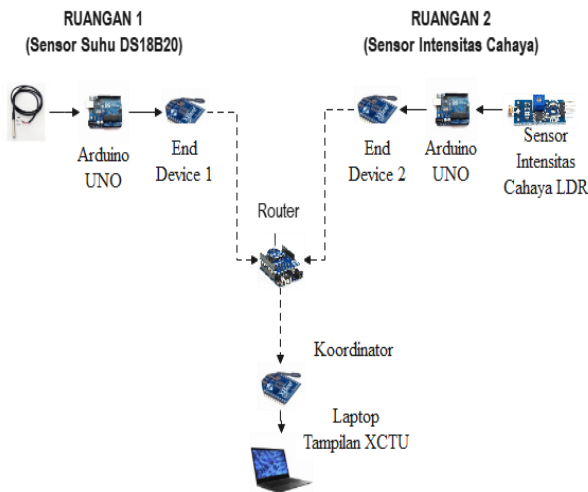 RUANGAN 1
(Sensor Suhu DS18B20)
RUANGAN 2
(Sensor Intensitas Cahaya)
Arduino
UNO
End
Device 1
End
Device 2
Arduino
UNO
Sensor
Intensitas
Cahaya LDR
Router
Koordinator
Laptop
Tampilan XCTU